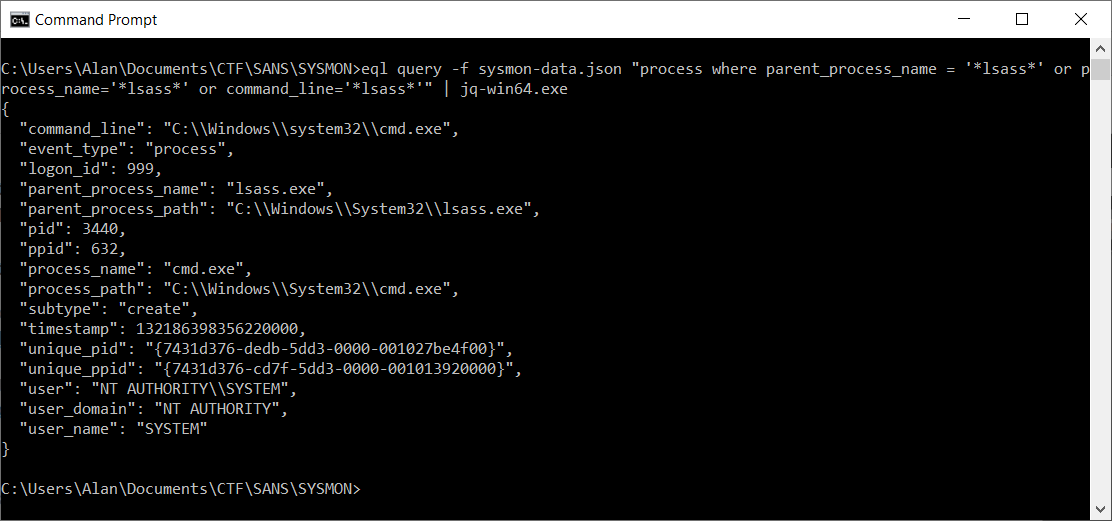 Command Prompt
C:\Users\Alan\Documents\CTF\SANS\SYSMON>eql query -f sysmon-data.json "process where parent_process_name = '*lsass*' or p
rocess_name='*lsass*' or command_line='*lsass*'" | jq-win64.exe
{
  "command_line": "C:\\Windows\\system32\\cmd.exe",
  "event_type": "process",
  "logon_id": 999,
  "parent_process_name": "lsass.exe",
  "parent_process_path": "C:\\Windows\\System32\\lsass.exe",
  "pid": 3440,
  "ppid": 632,
  "process_name": "cmd.exe",
  "process_path": "C:\\Windows\\System32\\cmd.exe",
  "subtype": "create",
  "timestamp": 132186398356220000,
  "unique_pid": "{7431d376-dedb-5dd3-0000-001027be4f00}",
  "unique_ppid": "{7431d376-cd7f-5dd3-0000-001013920000}",
  "user": "NT AUTHORITY\\SYSTEM",
  "user_domain": "NT AUTHORITY",
  "user_name": "SYSTEM"
}
C:\Users\Alan\Documents\CTF\SANS\SYSMON>